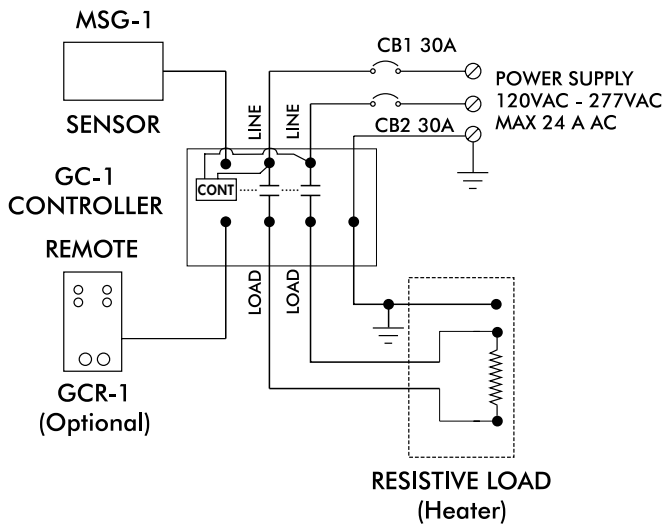 MSG-1
SENSOR
CB1 30A
POWER SUPPLY
120VAC - 277VAC
MAX 24 A AC
CB2 30A
LINE
LINE
GC-1
CONTROLLER
CONT
REMOTE
LOAD
LOAD
GCR-1
(Optional)
RESISTIVE LOAD
(Heater)